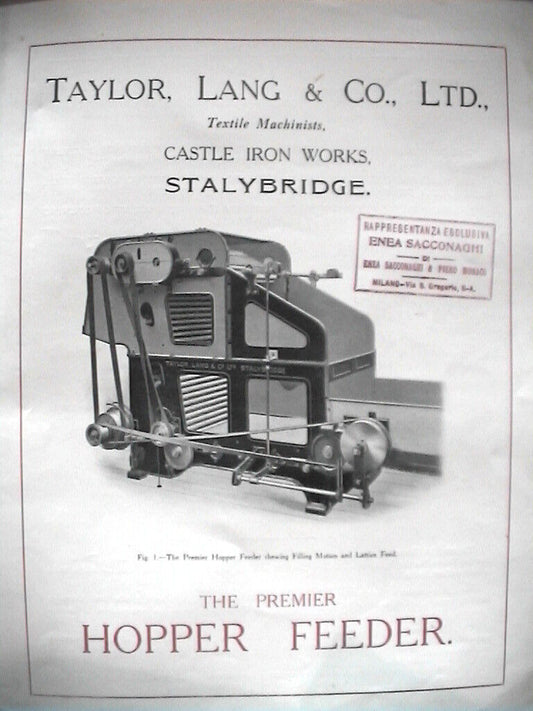 TAYLOR, LANG & CO., LTD.,
Textile Machinists,
CASTLE IRON WORKS,
STALYBRIDGE.
RAPPRESENTANZA ESCLUSIVA
ENEA SACCONAGHI
DI
ENEA SACCONAGHI & PIERO MONACI
MILANO-Via S. Gregorio, 8-A.
TAYLOR, LANG & CO LTD STALYBRIDGE
Fig. 1.—The Premier Hopper Feeder shewing Filling Motion and Lattice Feed.
THE PREMIER
HOPPER FEEDER.